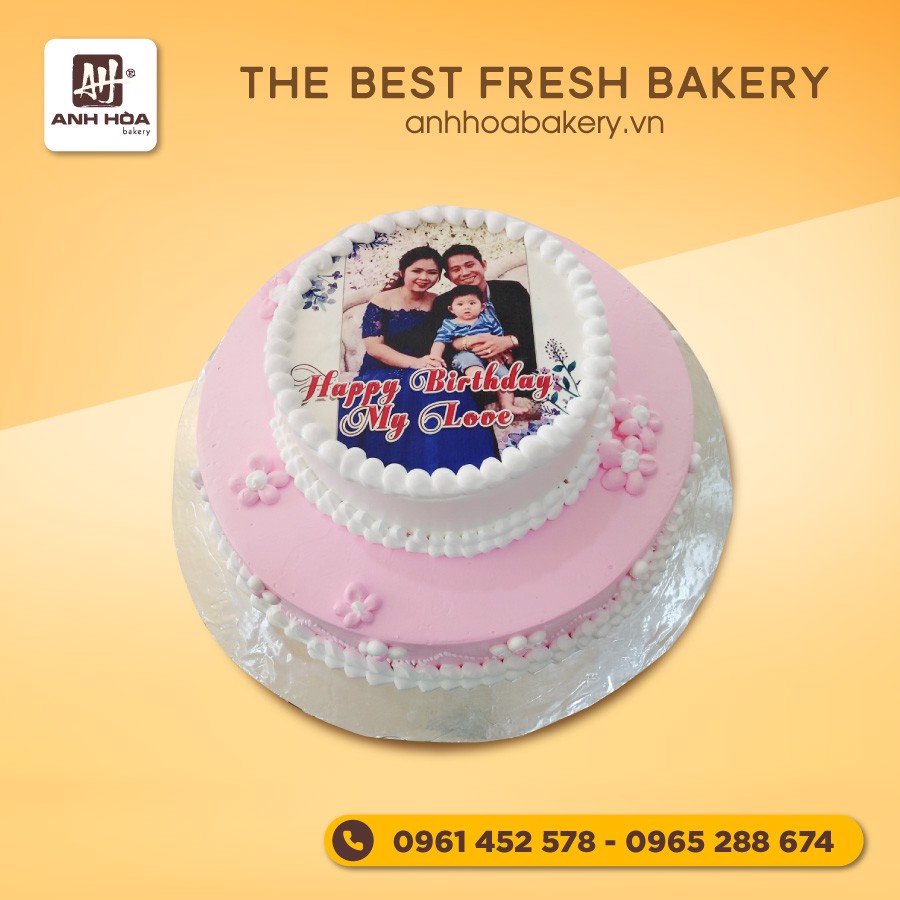 AH
ANH HÒA
bakery
THE BEST FRESH BAKERY
anhhoabakery.vn
Happy Birthday
My Love
0961 452 578 - 0965 288 674